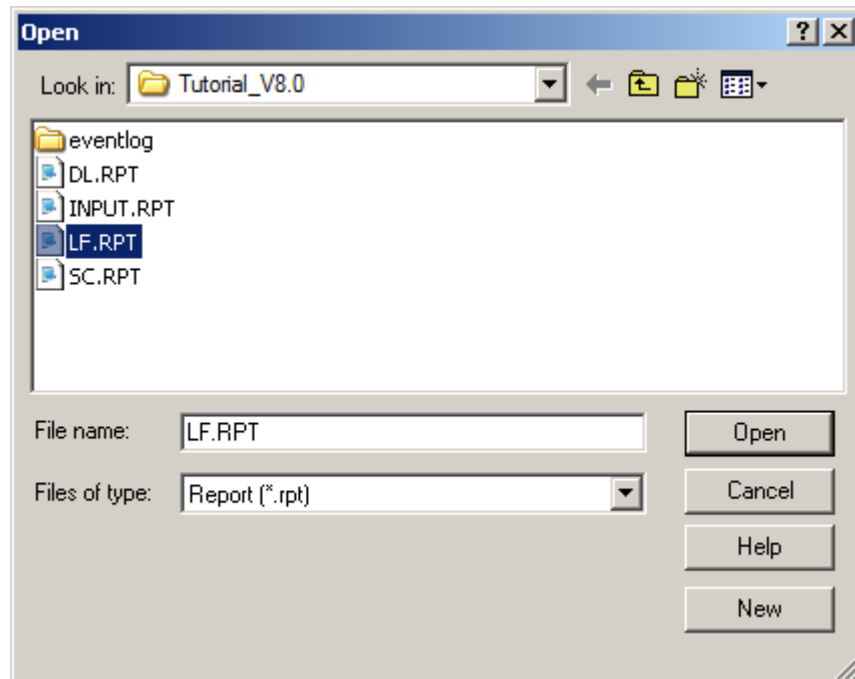 Open
Look in: Tutorial_V8.0
eventlog
DL.RPT
INPUT.RPT
LF.RPT
SC.RPT
File name: LF.RPT Open
Files of type: Report (*.rpt) Cancel
Help
New